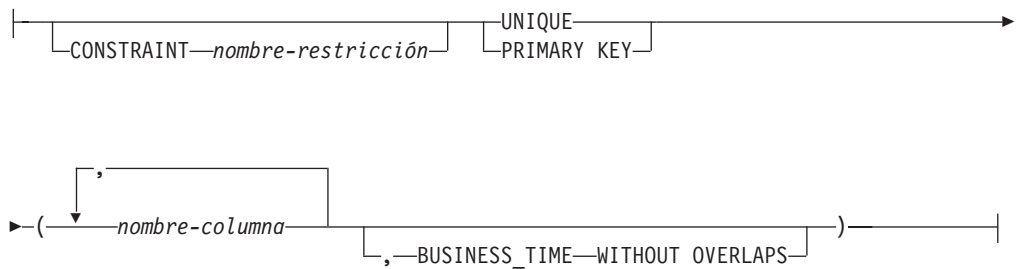 UNIQUE
CONSTRAINT nombre-restricción PRIMARY KEY
,
( nombre-columna )
, BUSINESS_TIME WITHOUT OVERLAPS